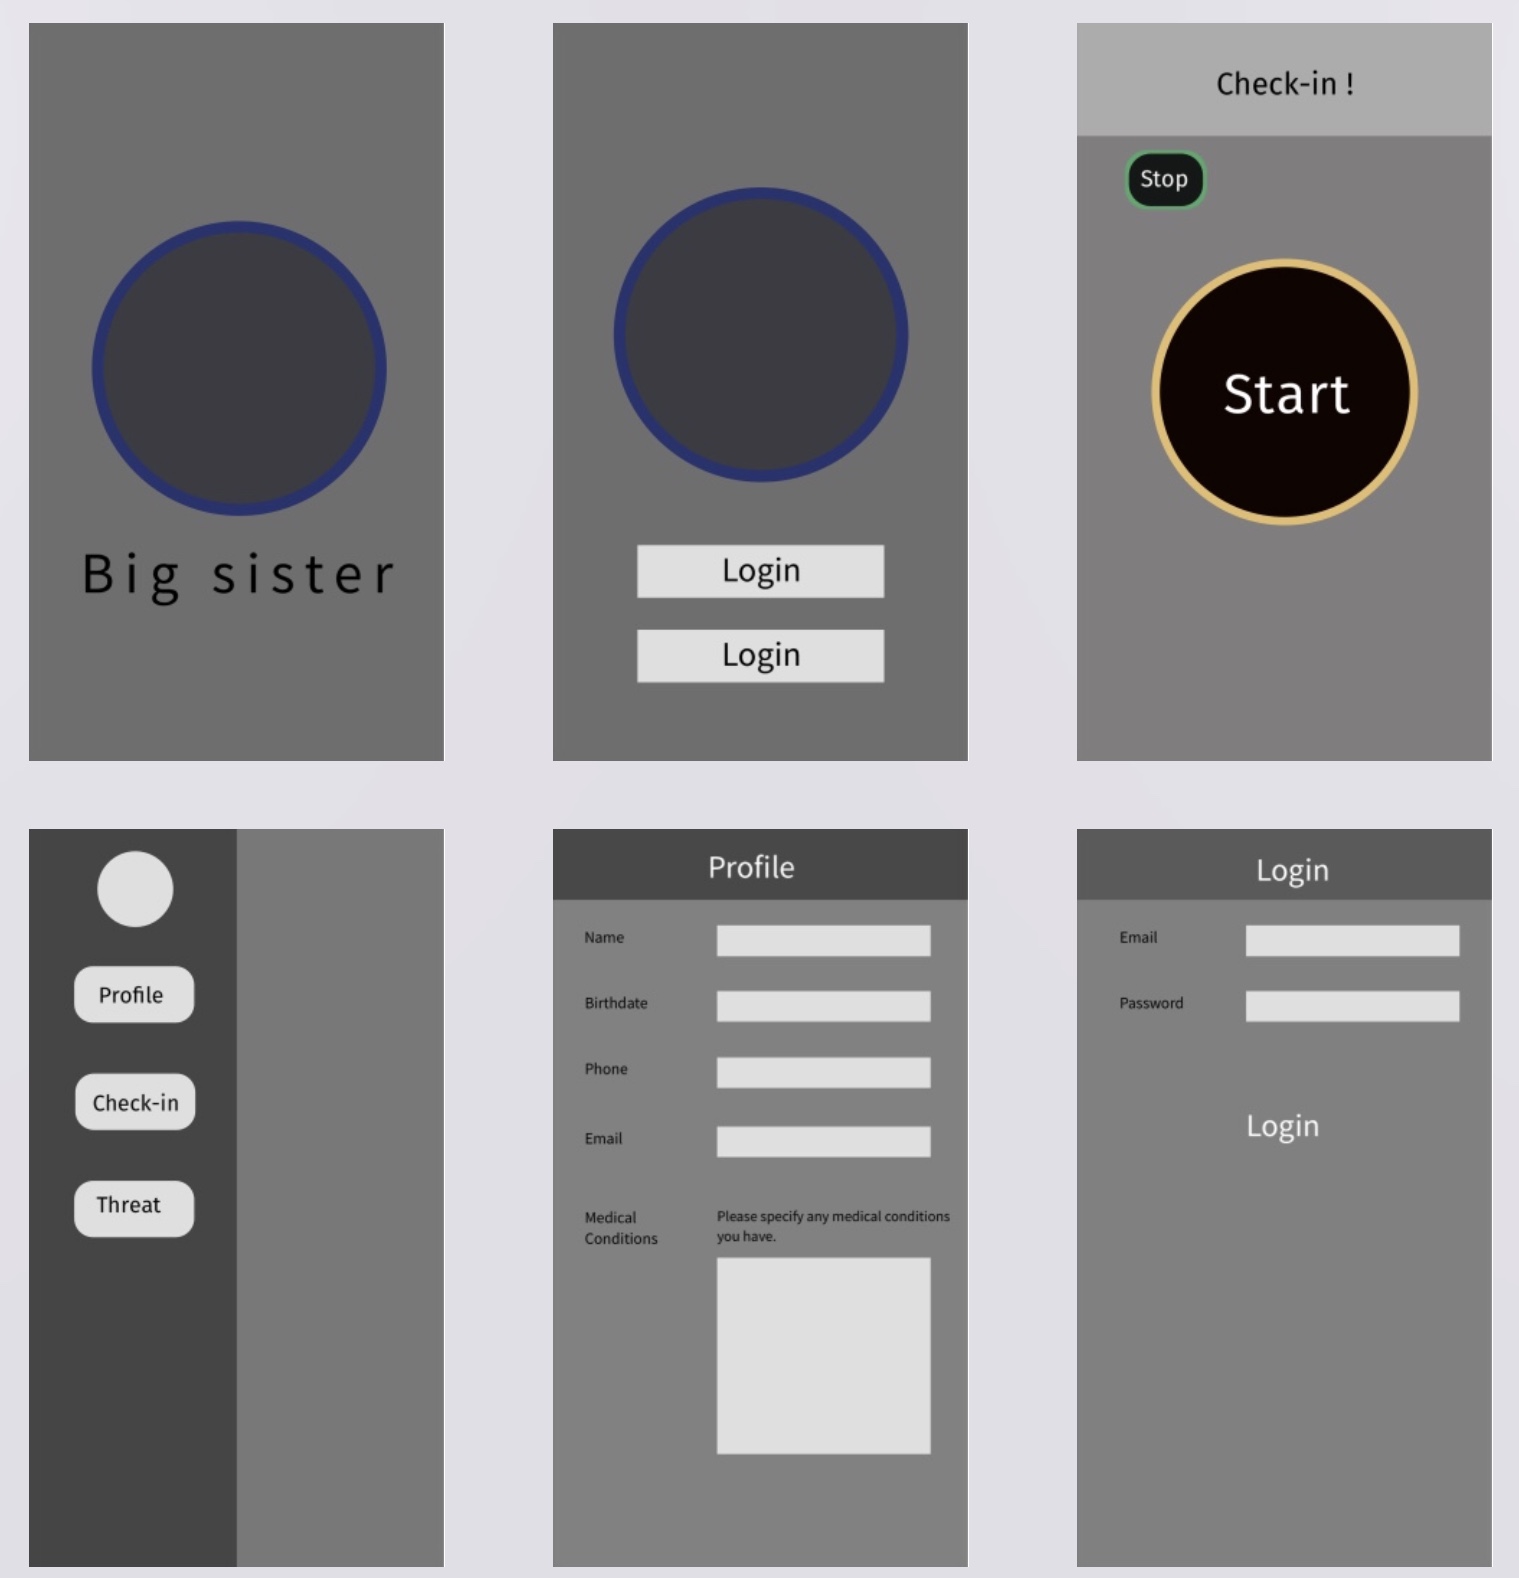 Big sister
Login
Login
Check-in !
Stop
Start
Profile
Check-in
Threat
Profile
Name
Birthdate
Phone
Email
Medical
Conditions
Please specify any medical conditions
you have.
Login
Email
Password
Login